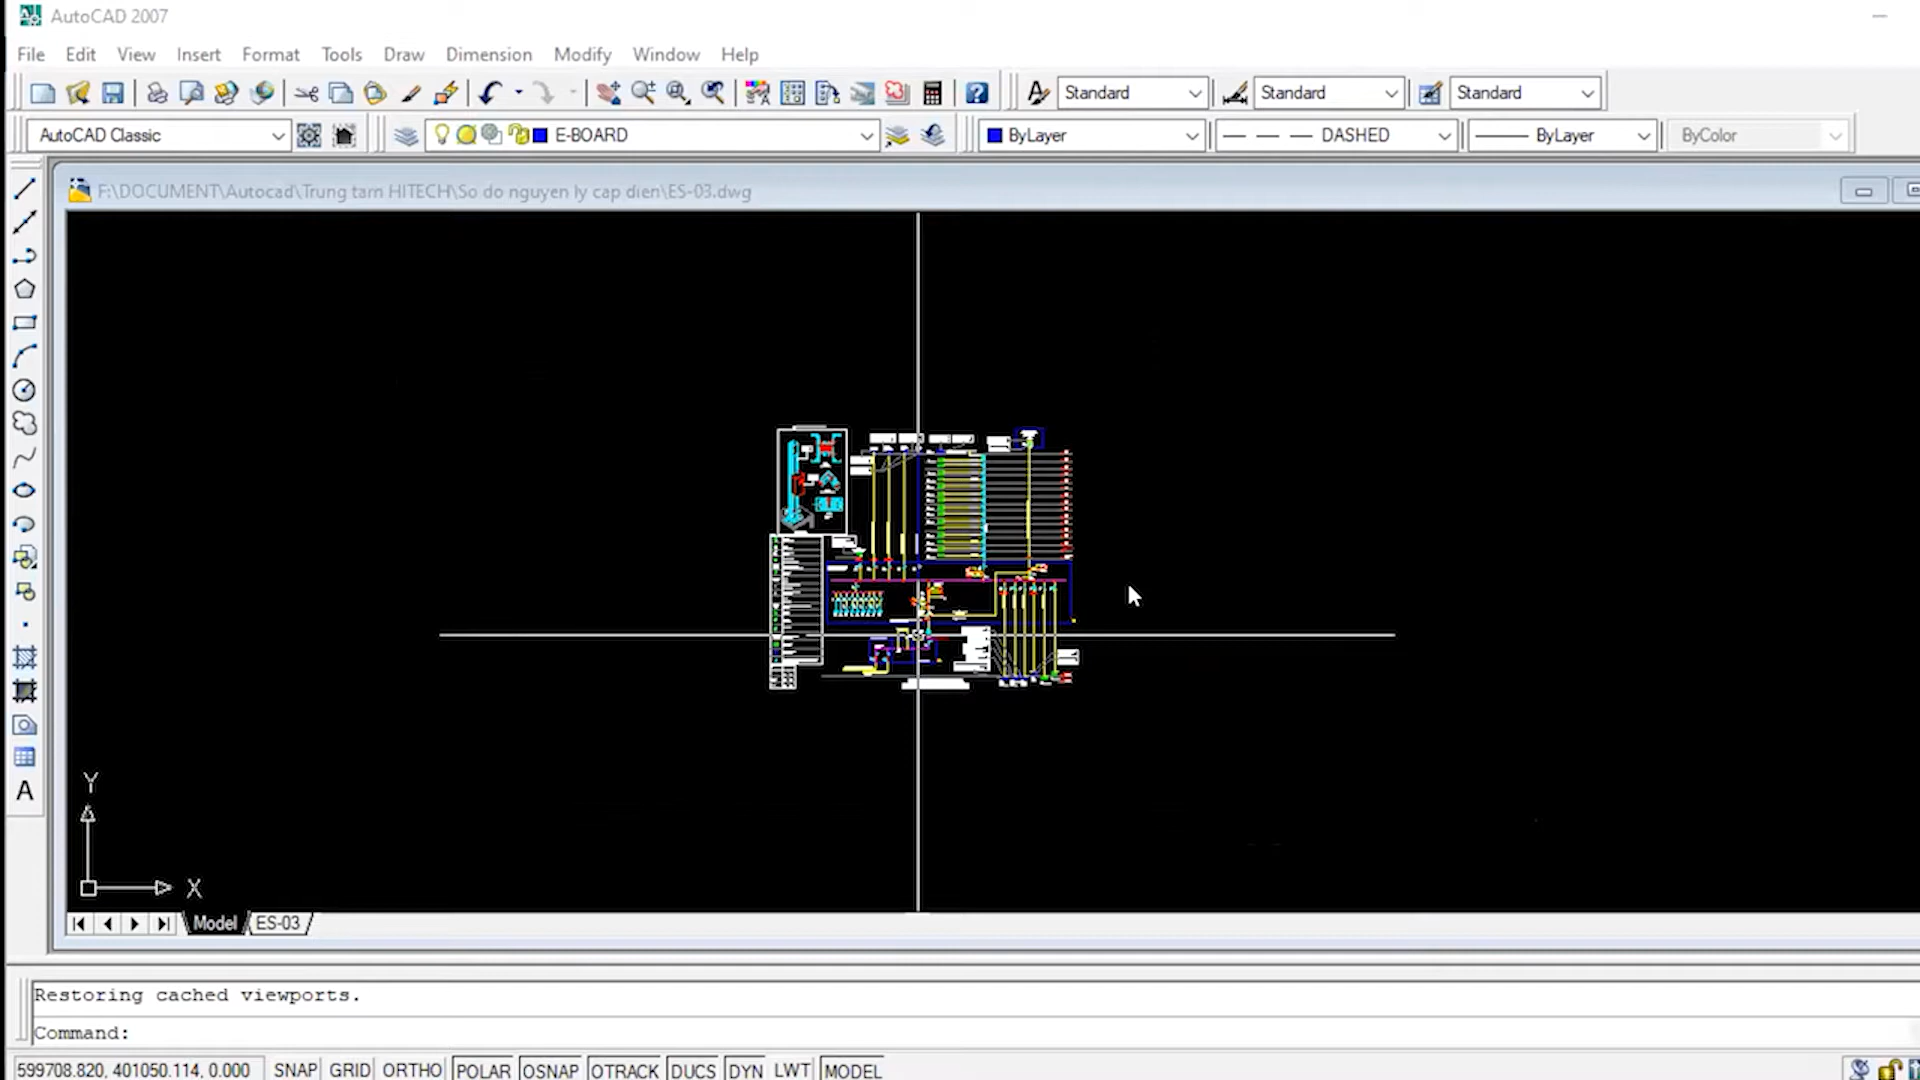 AutoCAD 2007
File Edit View Insert Format Tools Draw Dimension Modify Window Help
Standard Standard Standard
AutoCAD Classic E-BOARD ByLayer DASHED ByLayer ByColor
F:\DOCUMENT\Autocad\Trung tam HITECH\So do nguyen ly cap dien\ES-03.dwg
Y
X
A
Model ES-03
Restoring cached viewports.
Command:
599708.820, 401050.114, 0.000 SNAP GRID ORTHO POLAR OSNAP OTRACK DUCS DYN LWT MODEL